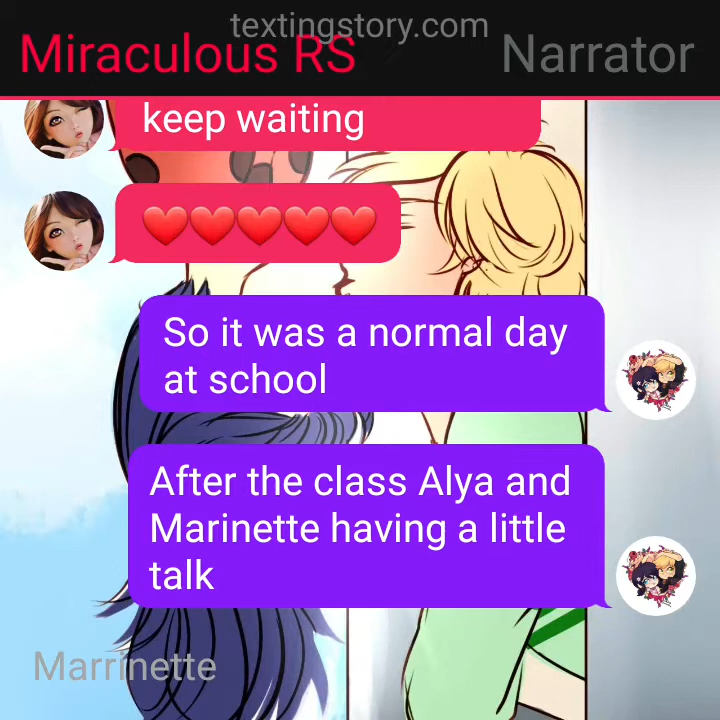 textingstory.com
Miraculous RS
Narrator
keep waiting
❤️❤️❤️❤️❤️
So it was a normal day
at school
After the class Alya and
Marinette having a little
talk
Marrinette